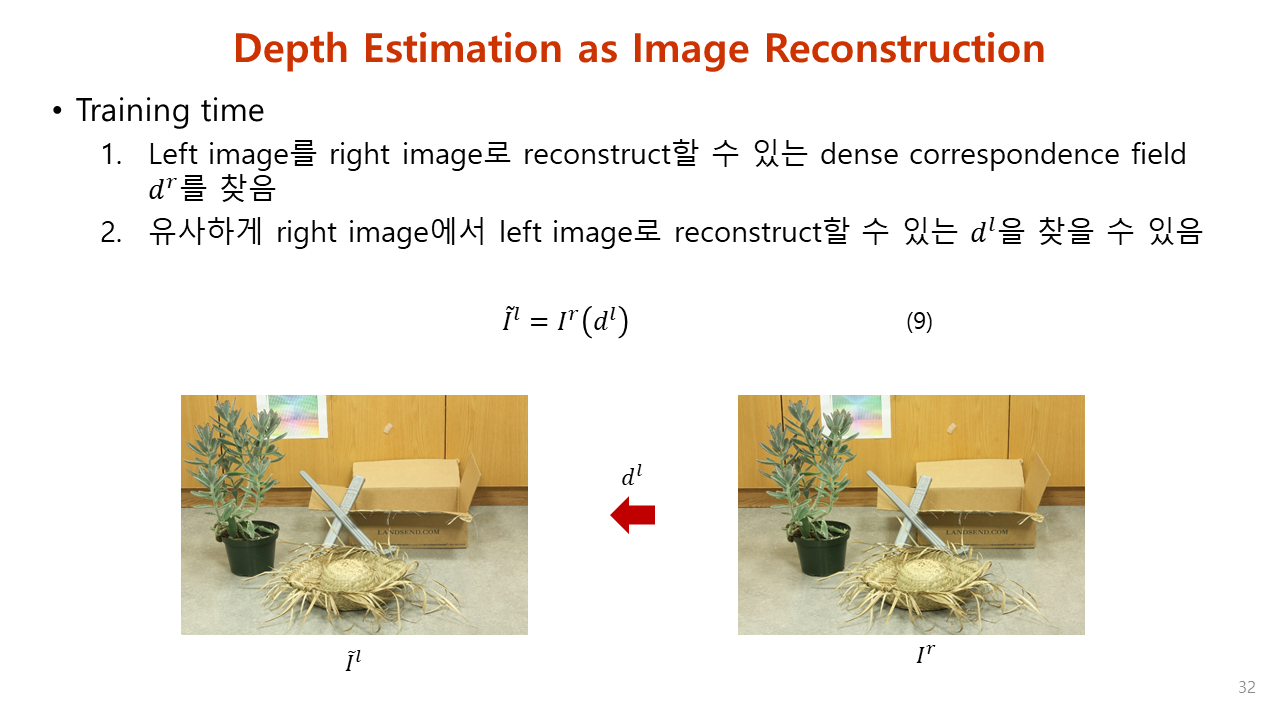 Depth Estimation as Image Reconstruction
• Training time
1. Left image를 right image로 reconstruct할 수 있는 dense correspondence field
d^r를 찾음
2. 유사하게 right image에서 left image로 reconstruct할 수 있는 d^l을 찾을 수 있음
Ĩ^l = I^r(d^l) (9)
d^l
LANDSEND.COM
LANDSEND.COM
Ĩ^l
I^r
32